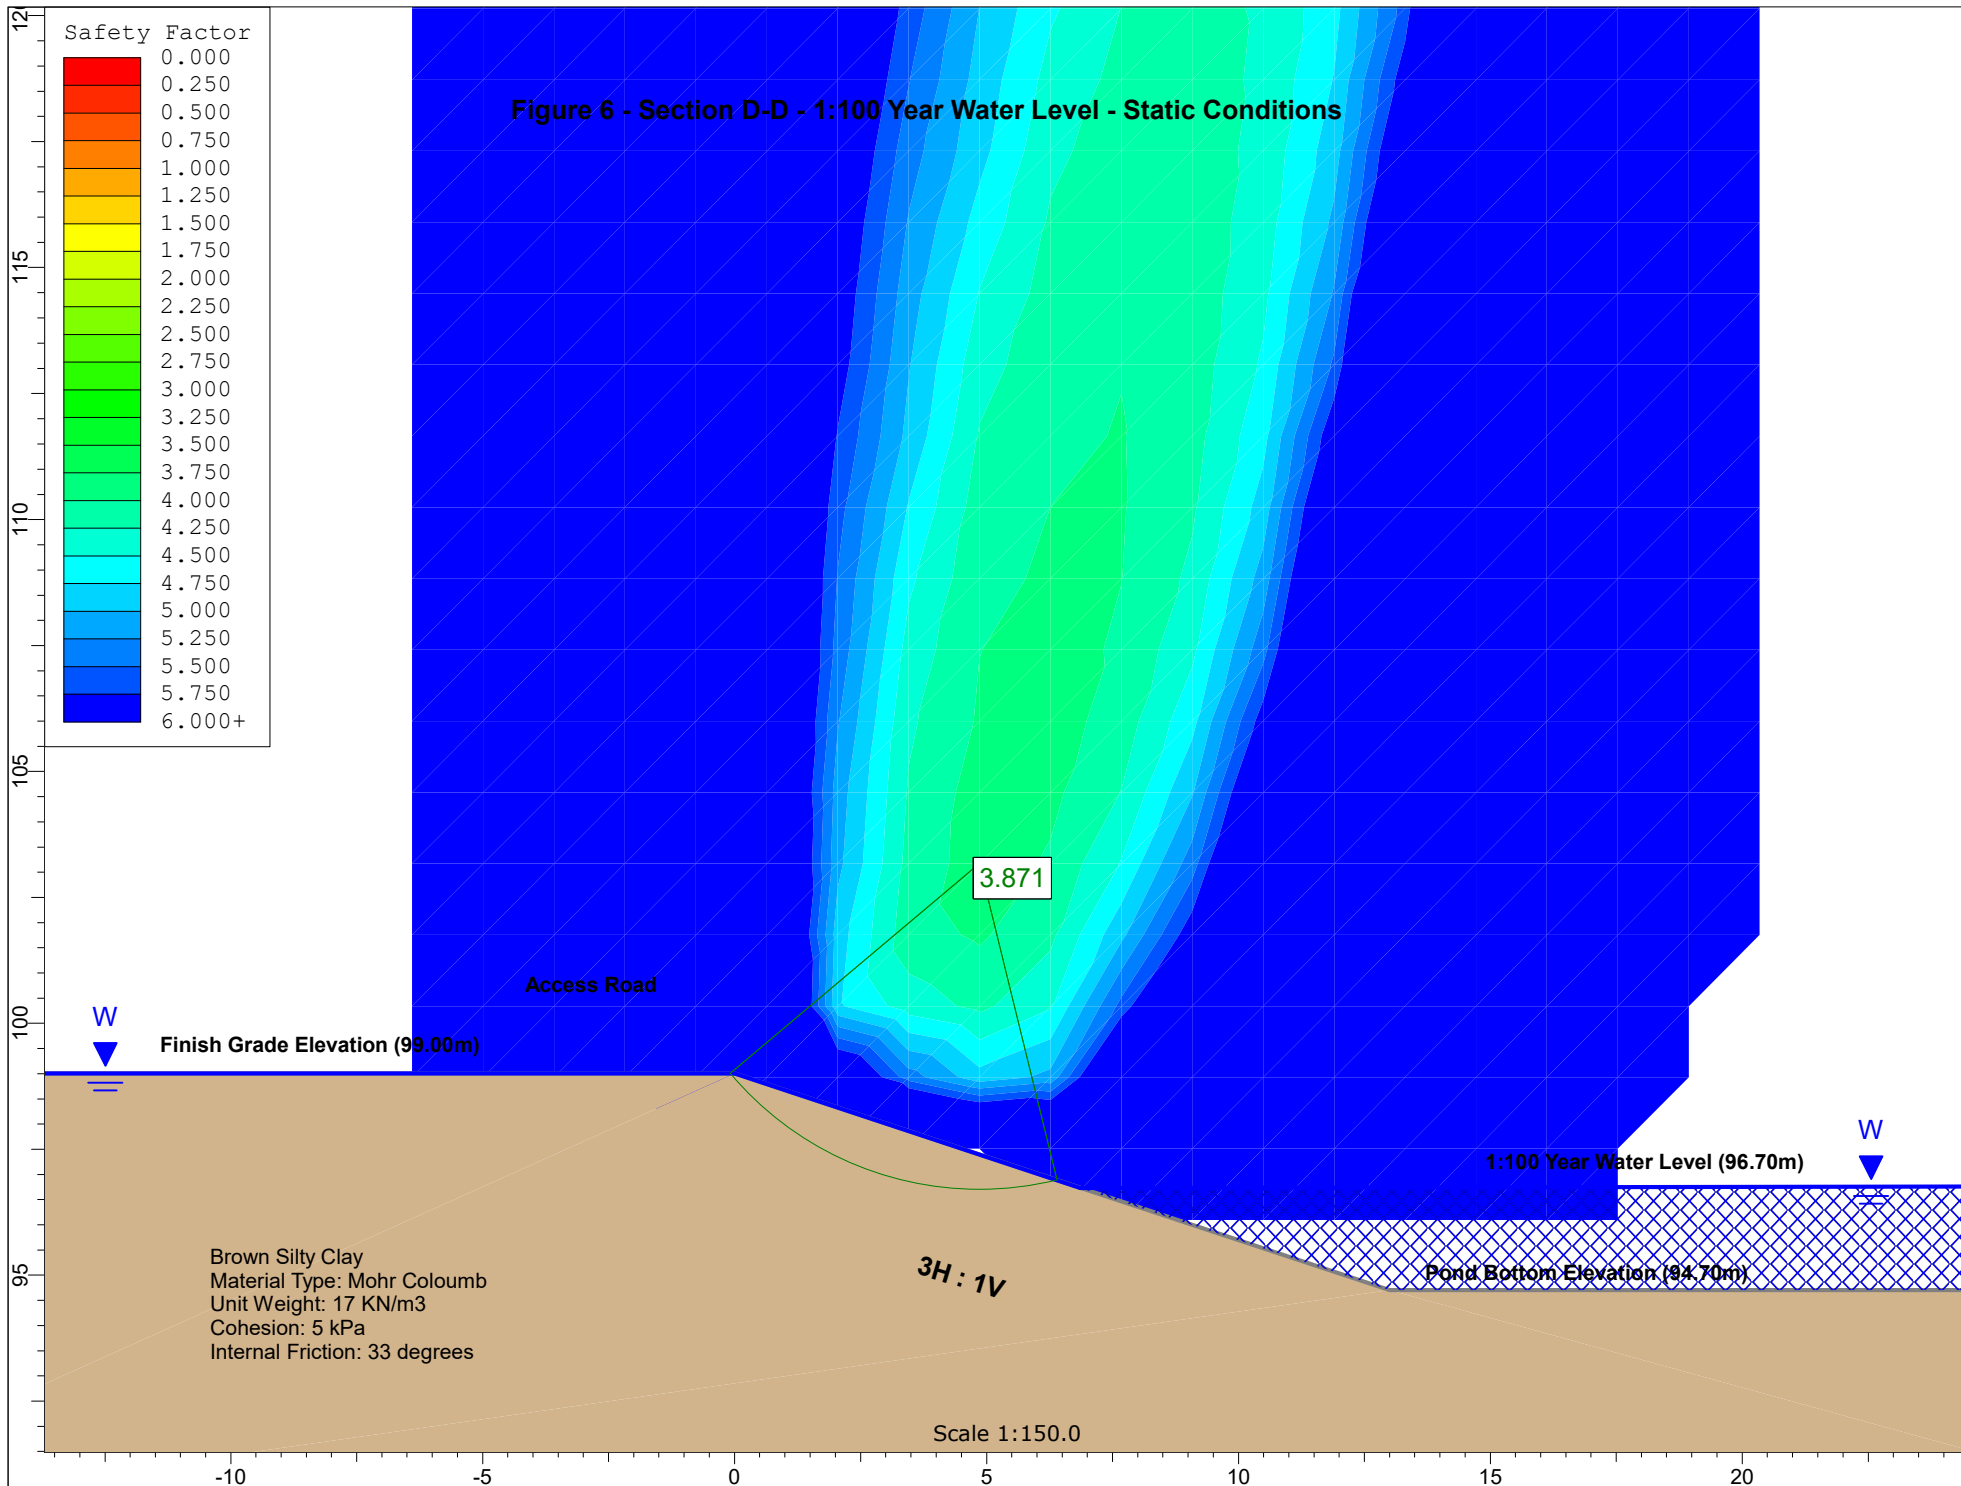 Safety Factor
0.000
0.250
0.500
0.750
1.000
1.250
1.500
1.750
2.000
2.250
2.500
2.750
3.000
3.250
3.500
3.750
4.000
4.250
4.500
4.750
5.000
5.250
5.500
5.750
6.000+
Figure 6 - Section D-D - 1:100 Year Water Level - Static Conditions
115
110
105
100
95
3.871
Access Road
W
Finish Grade Elevation (99.00m)
W
1:100 Year Water Level (96.70m)
Pond Bottom Elevation (94.70m)
3H : 1V
Brown Silty Clay
Material Type: Mohr Coloumb
Unit Weight: 17 KN/m3
Cohesion: 5 kPa
Internal Friction: 33 degrees
Scale 1:150.0
-10 -5 0 5 10 15 20